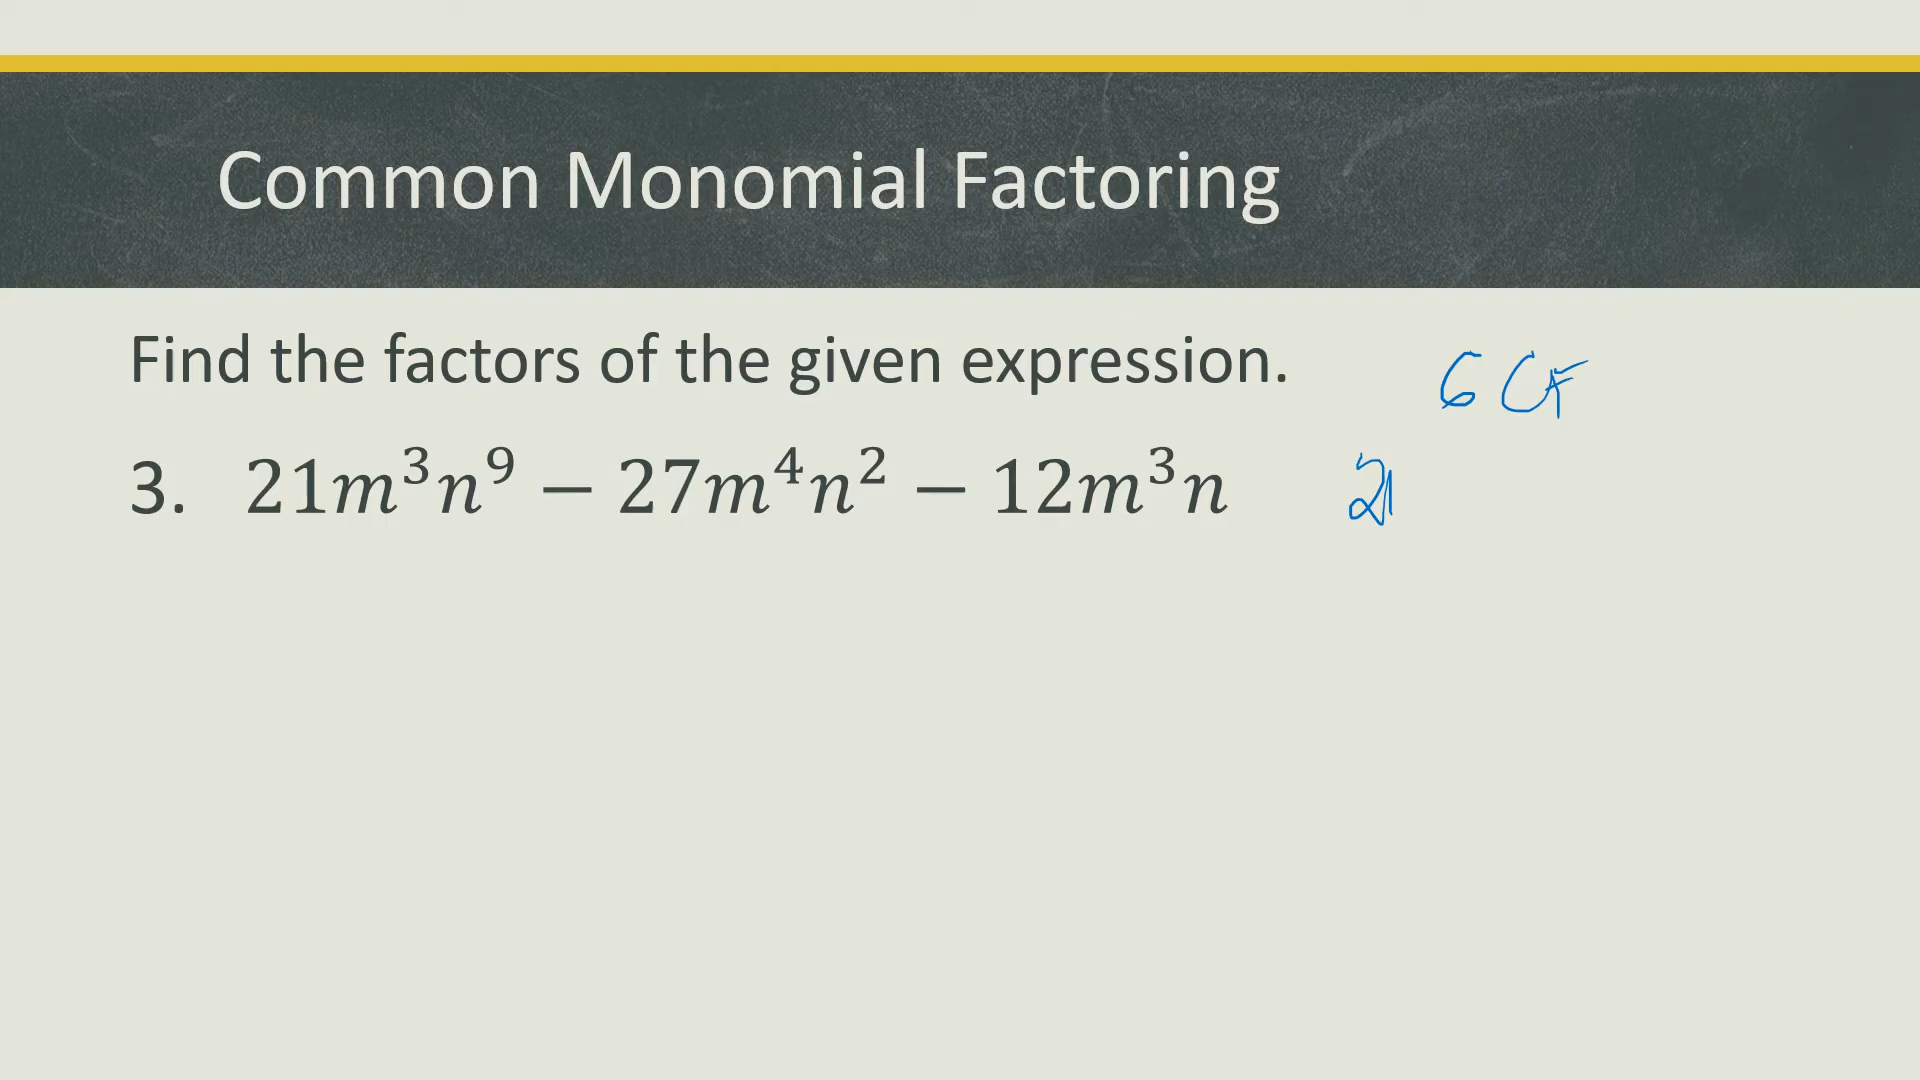 Common Monomial Factoring
Find the factors of the given expression.
GCF
3. 21m³n⁹ − 27m⁴n² − 12m³n
21